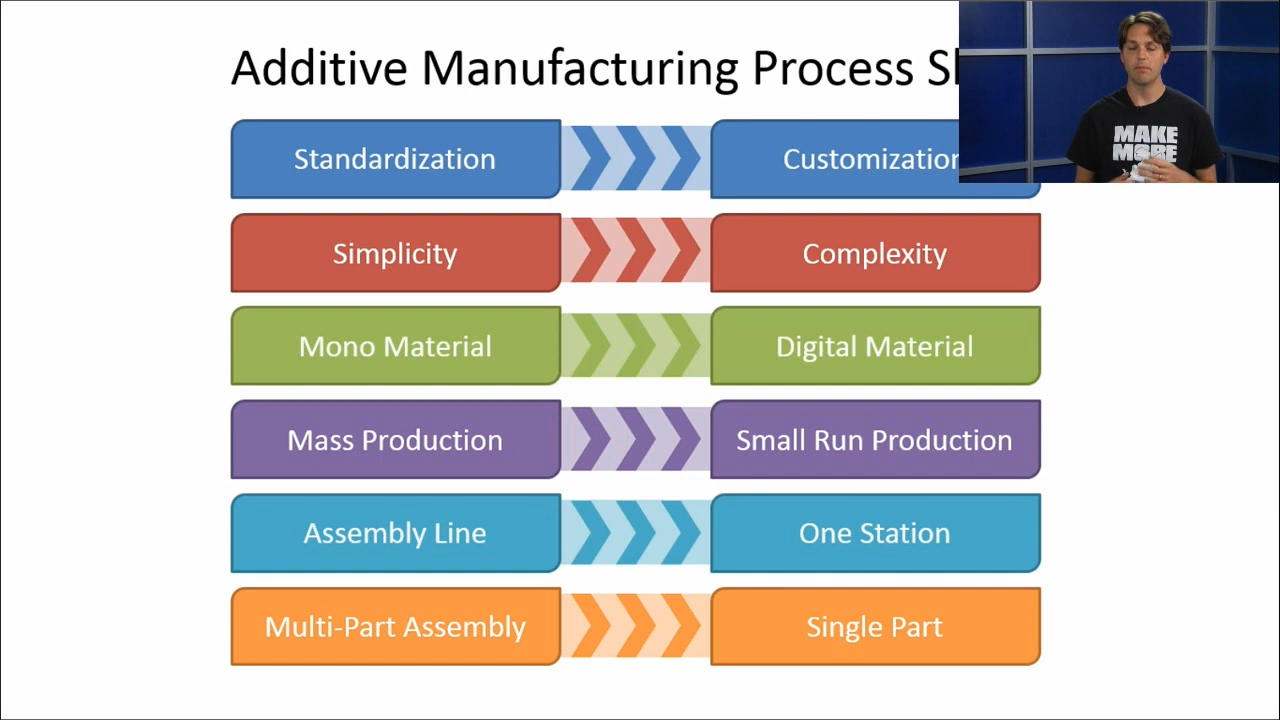 Additive Manufacturing Process
Standardization
Customization
Simplicity
Complexity
Mono Material
Digital Material
Mass Production
Small Run Production
Assembly Line
One Station
Multi-Part Assembly
Single Part
MAKE
MORE